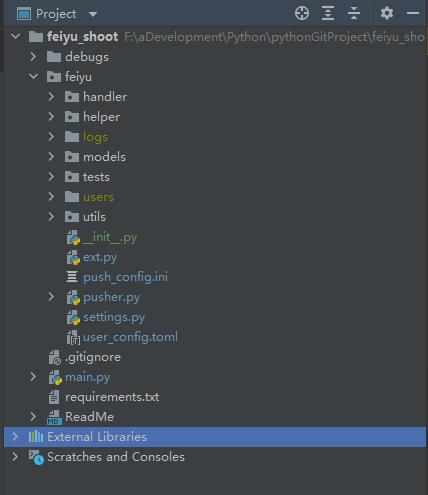 Project
feiyu_shoot F:\aDevelopment\Python\pythonGitProject\feiyu_sho
debugs
feiyu
handler
helper
logs
models
tests
users
utils
__init__.py
ext.py
push_config.ini
pusher.py
settings.py
user_config.toml
.gitignore
main.py
requirements.txt
MD ReadMe
External Libraries
Scratches and Consoles